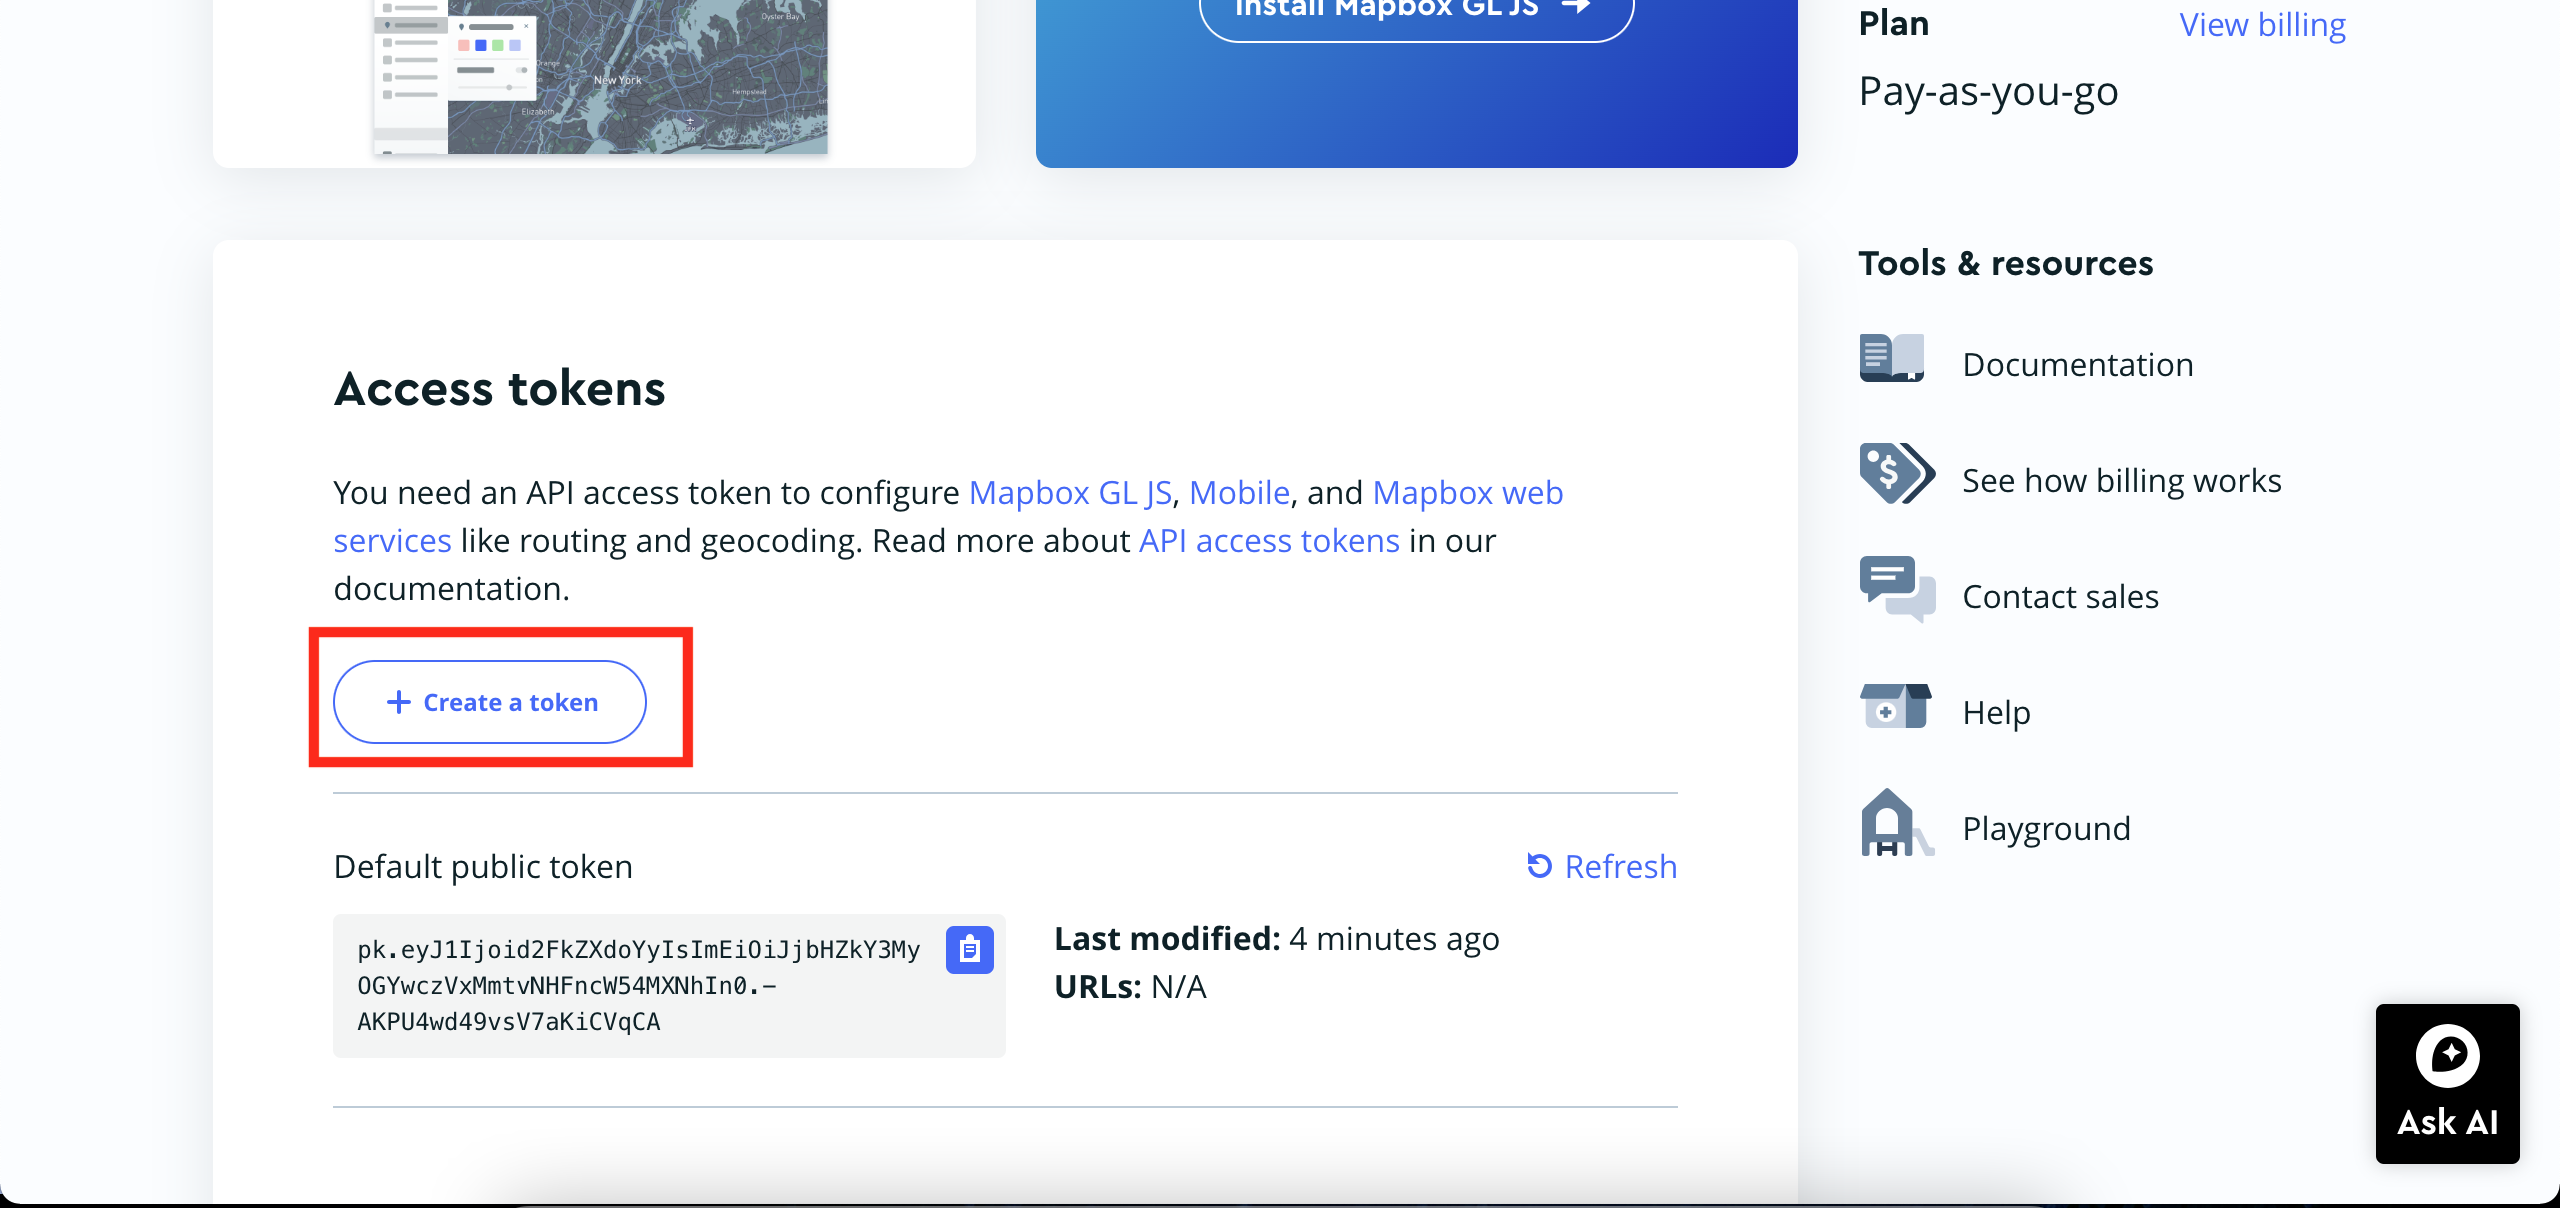 Install Mapbox GL JS
Oyster Bay
Orange
New York
Hempstead
Elizabeth
Plan
View billing
Pay-as-you-go
Access tokens
You need an API access token to configure Mapbox GL JS, Mobile, and Mapbox web
services like routing and geocoding. Read more about API access tokens in our
documentation.
+ Create a token
Default public token
Refresh
pk.eyJ1Ijoid2FkZXdoYyIsImEiOiJjbHZkY3My
OGYwczVxMmtvNHFncW54MXNhIn0.-
AKPU4wd49vsV7aKiCVqCA
Last modified: 4 minutes ago
URLs: N/A
Tools & resources
Documentation
See how billing works
Contact sales
Help
Playground
Ask AI